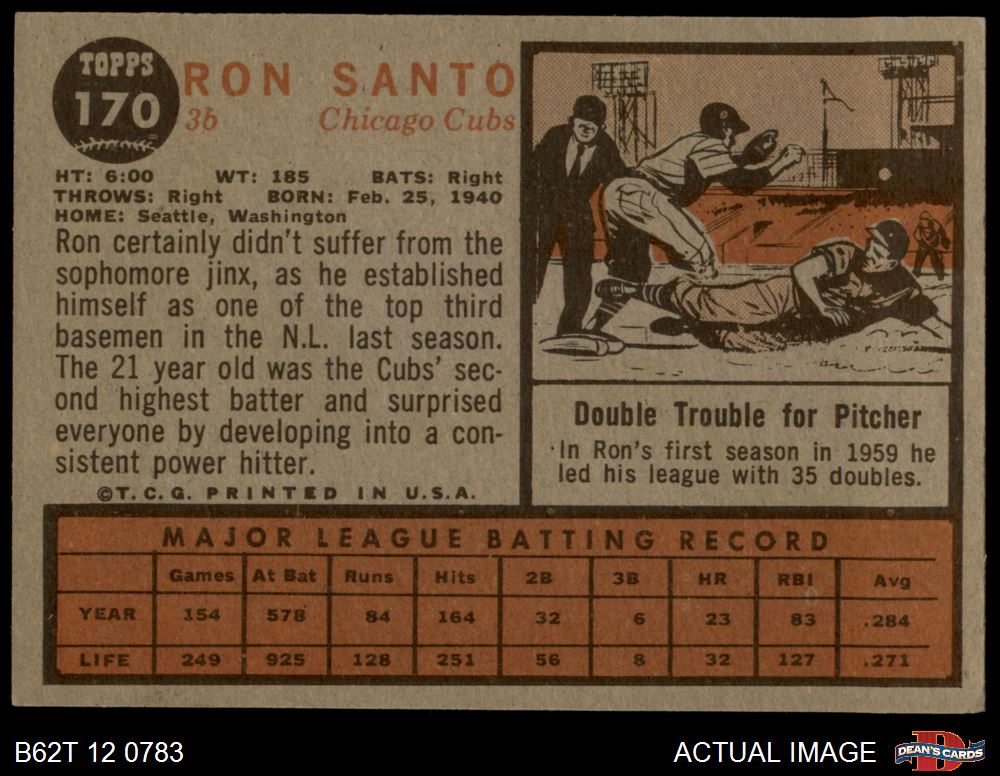 TOPPS
170
RON SANTO
3b Chicago Cubs
HT: 6:00 WT: 185 BATS: Right
THROWS: Right BORN: Feb. 25, 1940
HOME: Seattle, Washington
Ron certainly didn't suffer from the
sophomore jinx, as he established
himself as one of the top third
basemen in the N.L. last season.
The 21 year old was the Cubs' sec-
ond highest batter and surprised
everyone by developing into a con-
sistent power hitter.
©T.C.G. PRINTED IN U.S.A.
Double Trouble for Pitcher
In Ron's first season in 1959 he
led his league with 35 doubles.
MAJOR LEAGUE BATTING RECORD
Games At Bat Runs Hits 2B 3B HR RBI Avg
YEAR 154 578 84 164 32 6 23 83 .284
LIFE 249 925 128 251 56 8 32 127 .271
B62T 12 0783
ACTUAL IMAGE
D
DEAN'S CARDS